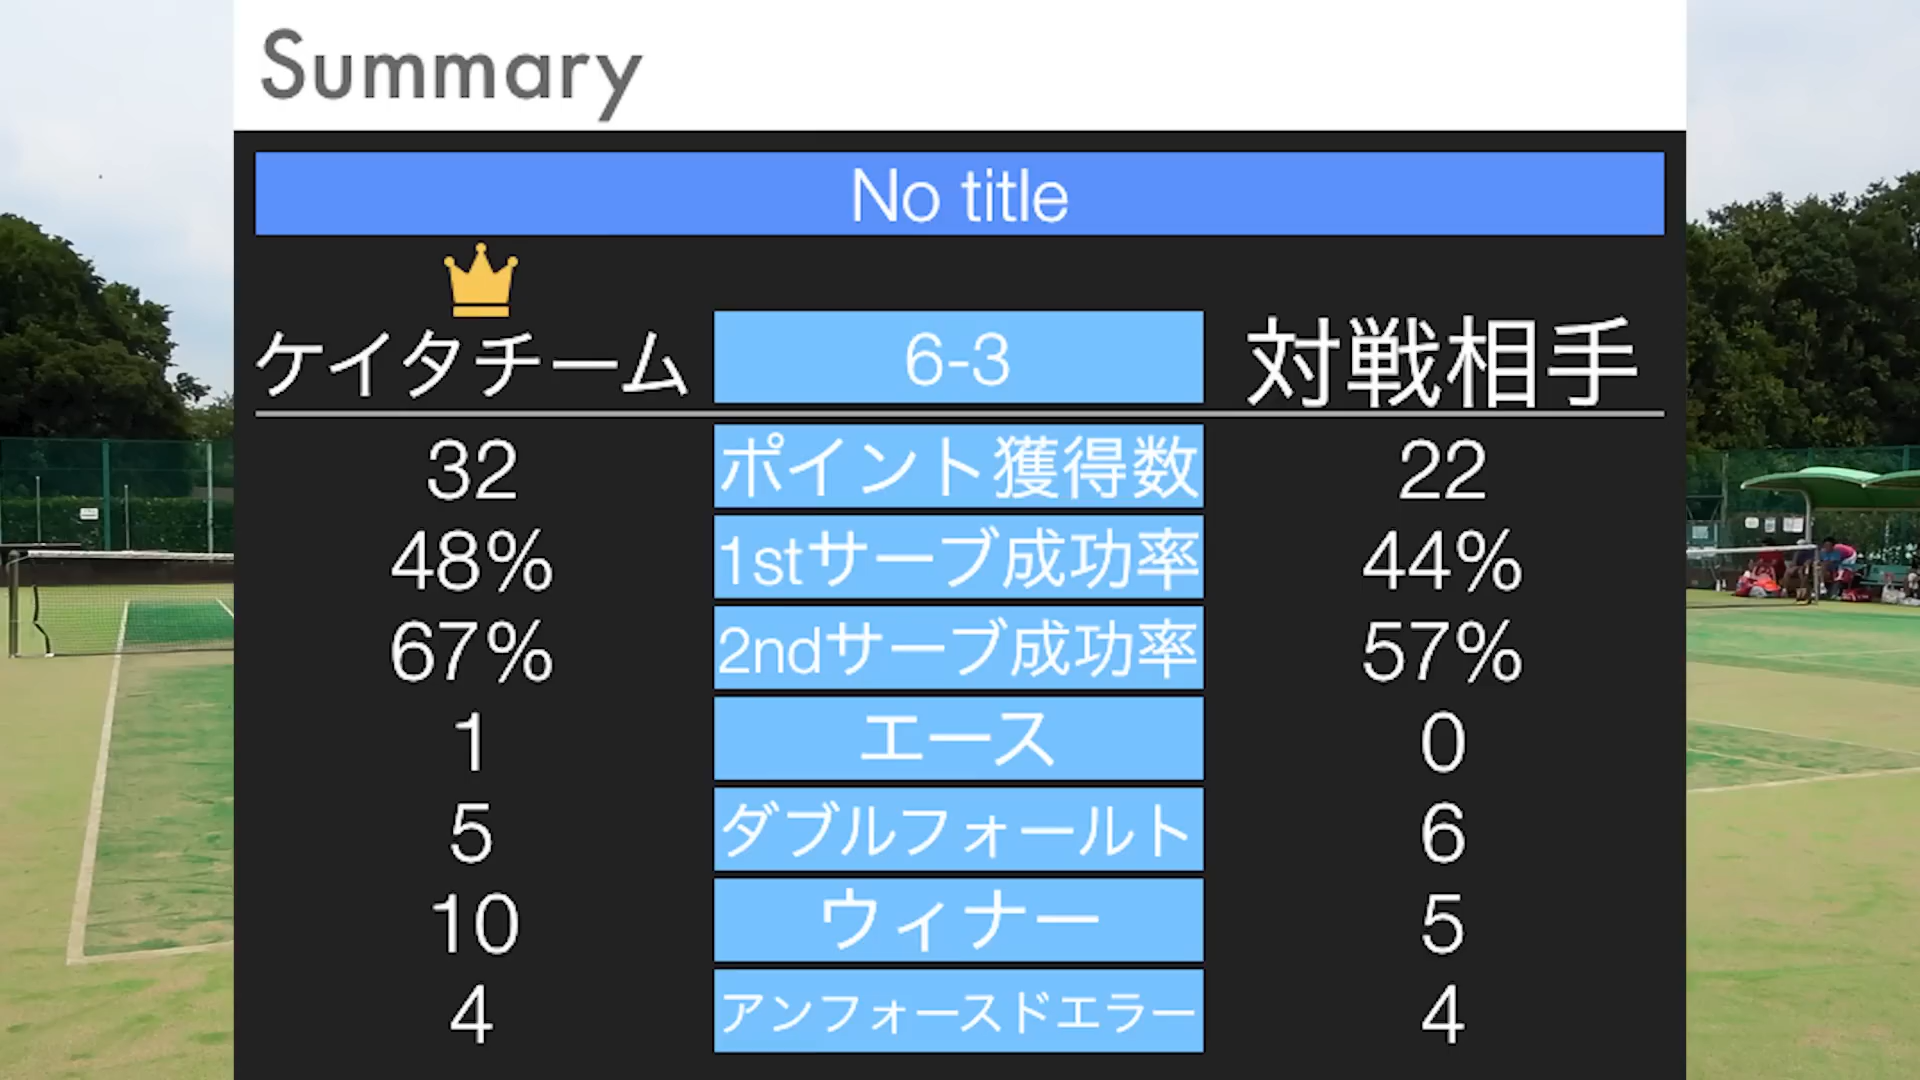 Summary
No title
ケイタチーム 6-3 対戦相手
32 ポイント獲得数 22
48% 1stサーブ成功率 44%
67% 2ndサーブ成功率 57%
1 エース 0
5 ダブルフォールト 6
10 ウィナー 5
4 アンフォースドエラー 4